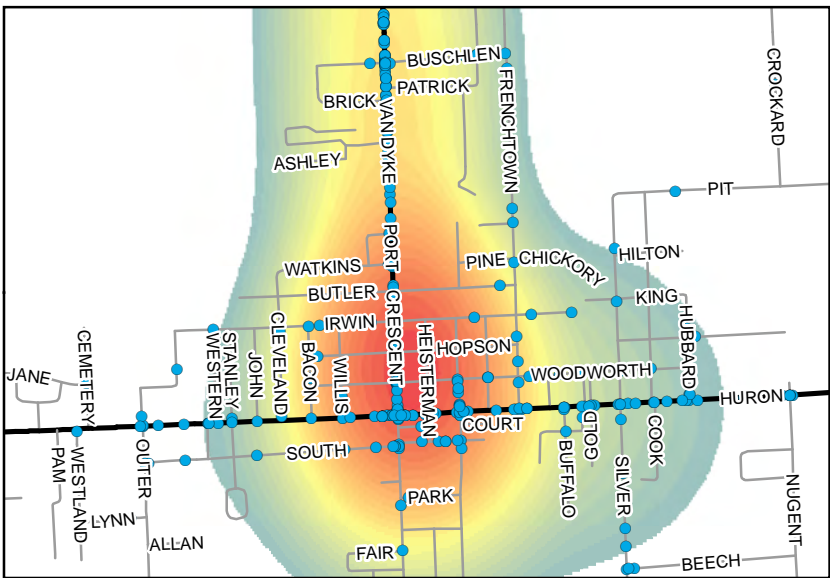 BUSCHLEN
CROCKARD
PATRICK
BRICK
FRENCHTOWN
VANDYKE
ASHLEY
PIT
PORT CRESCENT
HILTON
PINE
CHICKORY
WATKINS
BUTLER
KING
HUBBARD
IRWIN
CLEVELAND
HEISTERMAN
CEMETERY
STANLEY
WESTERN
JOHN
BACON
WILLIS
HOPSON
WOODWORTH
JANE
HURON
COURT
GOLD
COOK
OUTER
SOUTH
BUFFALO
PAM
WESTLAND
SILVER
NUGENT
PARK
LYNN
ALLAN
FAIR
BEECH